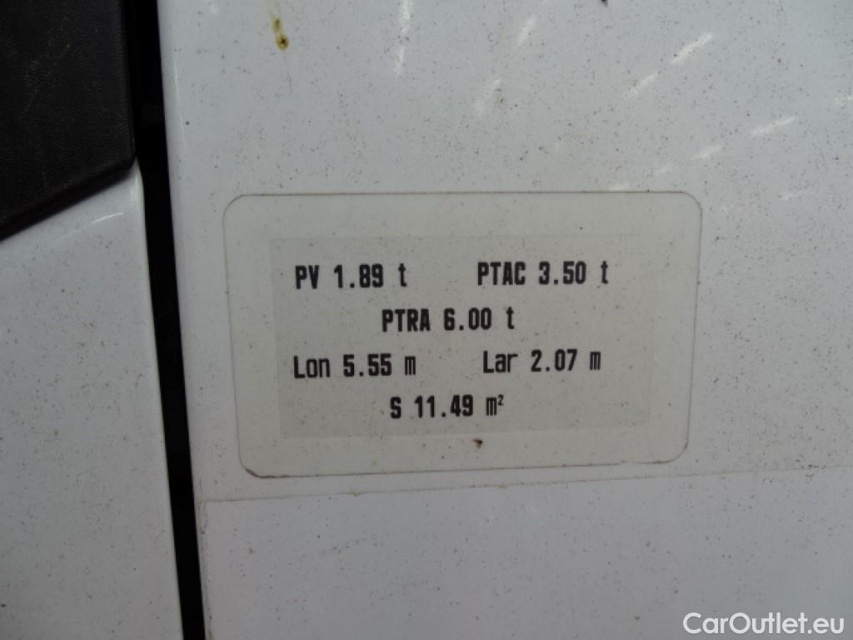 PV 1.89 t PTAC 3.50 t
PTRA 6.00 t
Lon 5.55 m Lar 2.07 m
S 11.49 m²
CarOutlet.eu